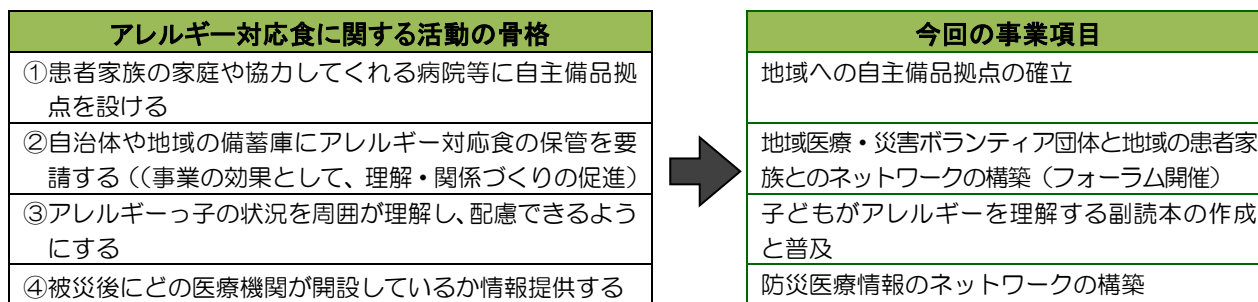 アレルギー対応食に関する活動の骨格
①患者家族の家庭や協力してくれる病院等に自主備品拠
点を設ける
②自治体や地域の備蓄庫にアレルギー対応食の保管を要
請する（(事業の効果として、理解・関係づくりの促進）
③アレルギーっ子の状況を周囲が理解し、配慮できるよう
にする
④被災後にどの医療機関が開設しているか情報提供する
今回の事業項目
地域への自主備品拠点の確立
地域医療・災害ボランティア団体と地域の患者家
族とのネットワークの構築（フォーラム開催）
子どもがアレルギーを理解する副読本の作成
と普及
防災医療情報のネットワークの構築